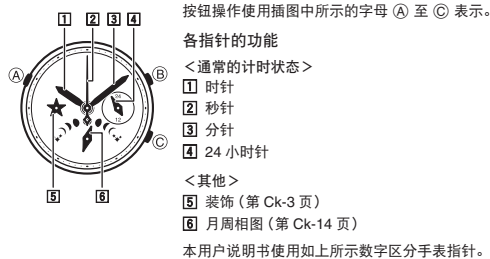 按钮操作使用插图中所示的字母 Ⓐ 至 Ⓒ 表示。
1 2 3 4
Ⓐ
Ⓑ
24
12
Ⓒ
5 6
各指针的功能
＜通常的计时状态＞
1 时针
2 秒针
3 分针
4 24 小时针
＜其他＞
5 装饰（第 Ck-3 页）
6 月周相图（第 Ck-14 页）
本用户说明书使用如上所示数字区分手表指针。